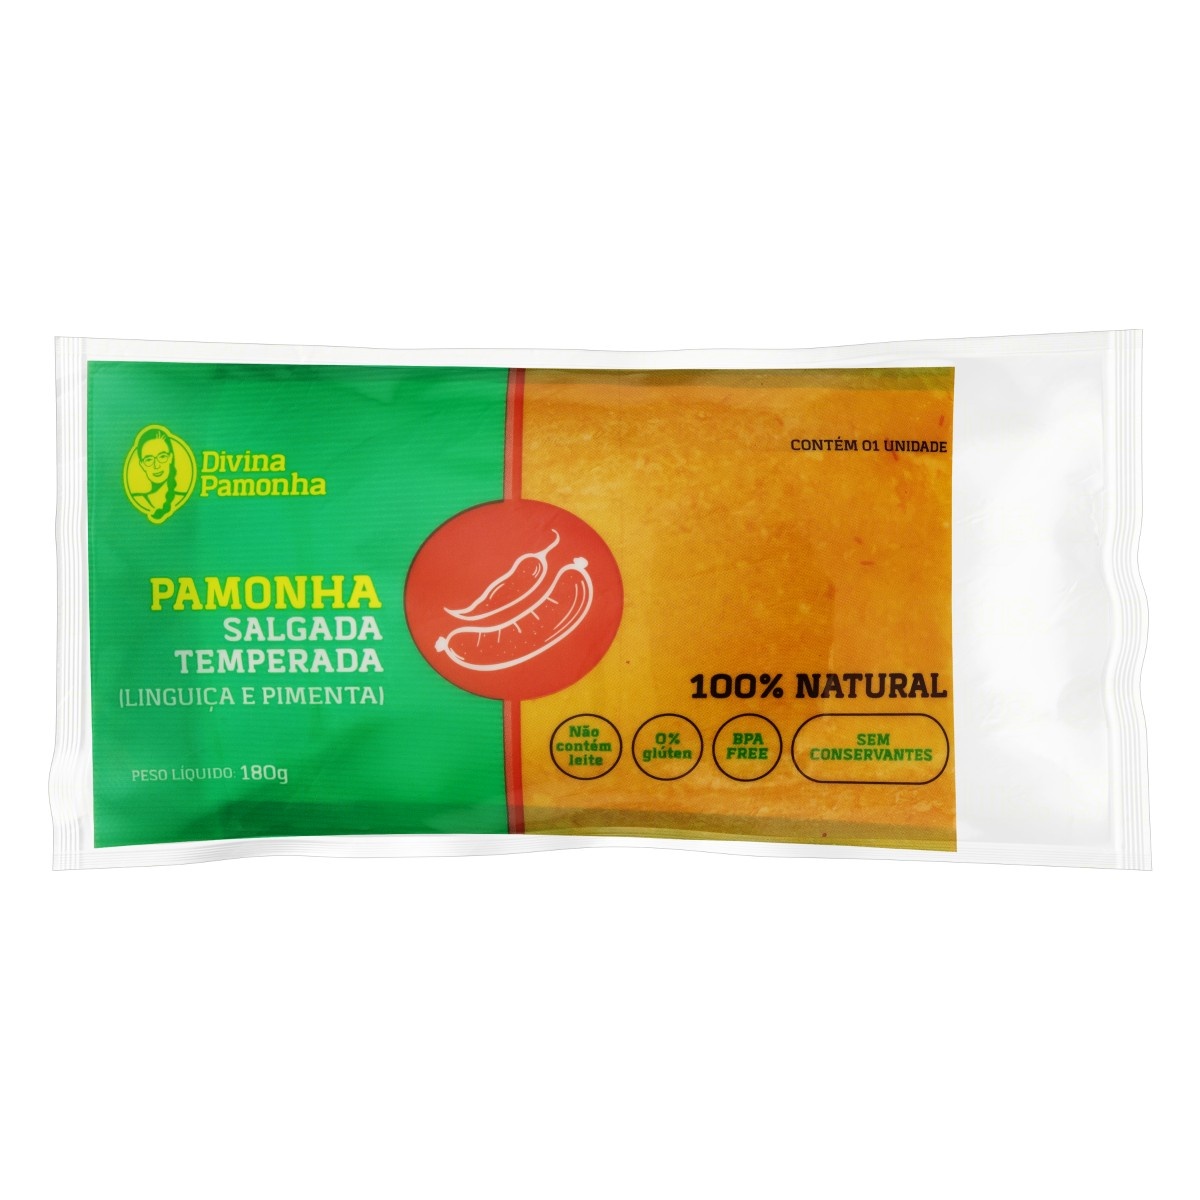 Divina
Pamonha
PAMONHA
SALGADA
TEMPERADA
(LINGUIÇA E PIMENTA)
PESO LÍQUIDO: 180g
CONTÉM 01 UNIDADE
100% NATURAL
Não
contém
leite
0%
glúten
BPA
FREE
SEM
CONSERVANTES